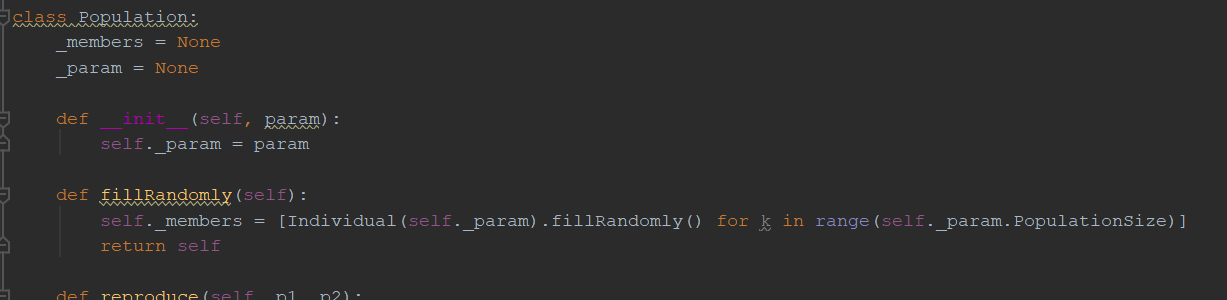 class Population:
    _members = None
    _param = None
    def __init__(self, param):
        self._param = param
    def fillRandomly(self):
        self._members = [Individual(self._param).fillRandomly() for k in range(self._param.PopulationSize)]
        return self
    def reproduce(self, p1, p2):